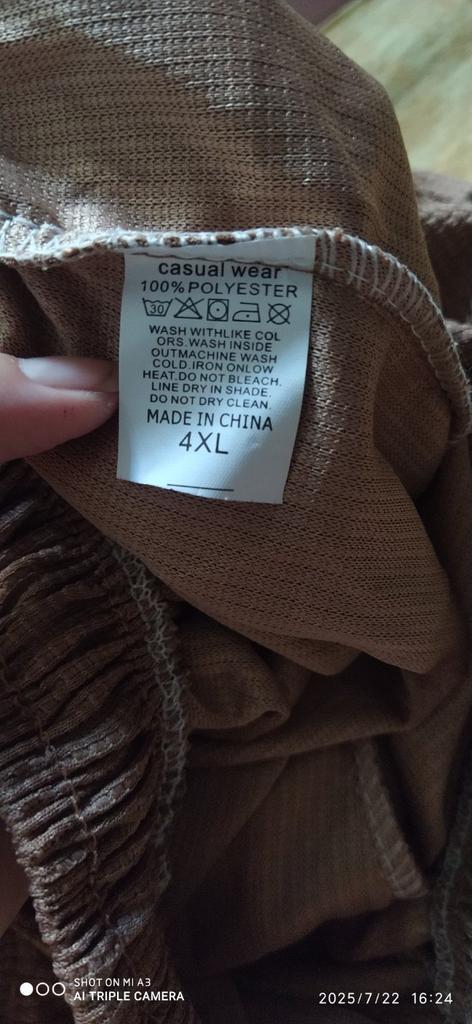 casual wear
100% POLYESTER
30
WASH WITHLIKE COL
ORS.WASH INSIDE
OUTMACHINE WASH
COLD.IRON ONLOW
HEAT.DO NOT BLEACH.
LINE DRY IN SHADE.
DO NOT DRY CLEAN.
MADE IN CHINA
4XL
SHOT ON MI A3
AI TRIPLE CAMERA
2025/7/22 16:24